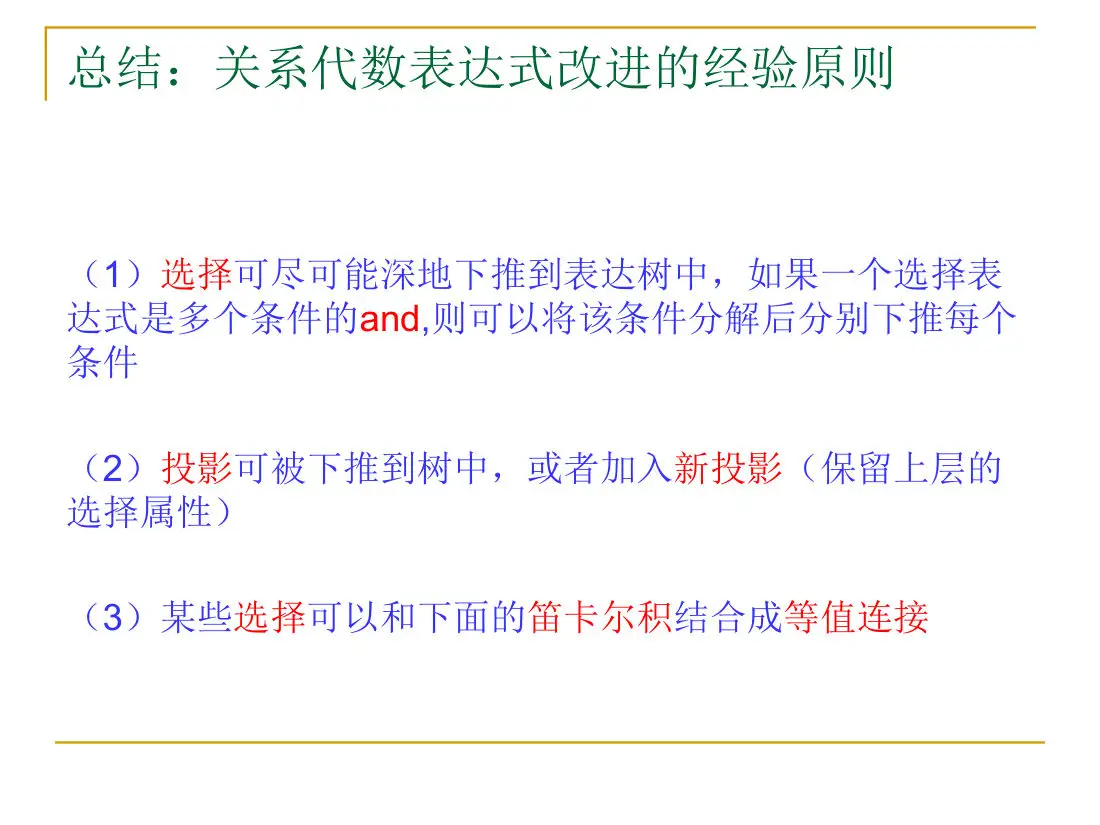 总结：关系代数表达式改进的经验原则
（1）选择可尽可能深地下推到表达树中，如果一个选择表
达式是多个条件的and,则可以将该条件分解后分别下推每个
条件
（2）投影可被下推到树中，或者加入新投影（保留上层的
选择属性）
（3）某些选择可以和下面的笛卡尔积结合成等值连接